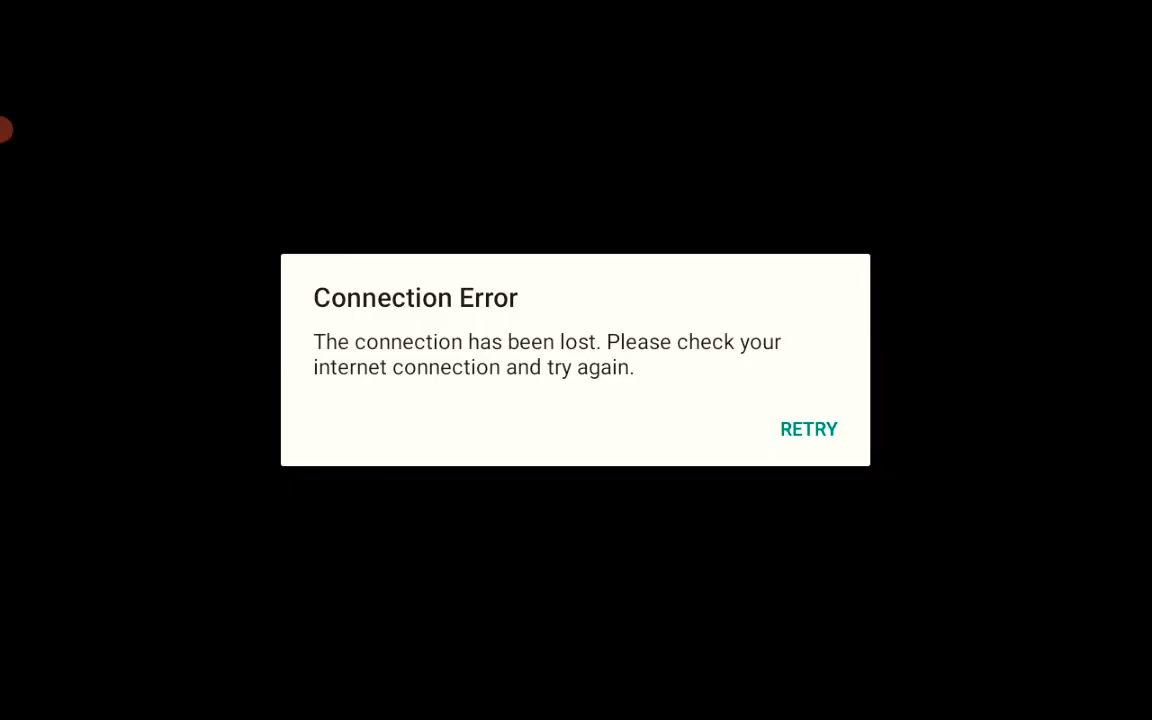 Connection Error
The connection has been lost. Please check your
internet connection and try again.
RETRY